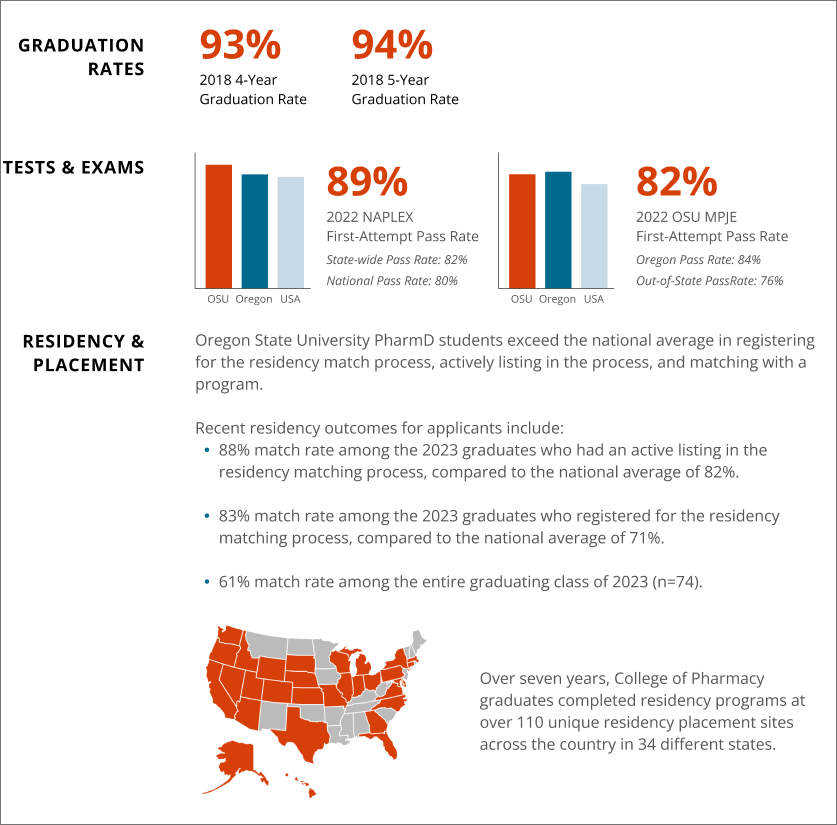 GRADUATION
RATES
93%
2018 4-Year
Graduation Rate
94%
2018 5-Year
Graduation Rate
TESTS & EXAMS
OSU Oregon USA
89%
2022 NAPLEX
First-Attempt Pass Rate
State-wide Pass Rate: 82%
National Pass Rate: 80%
OSU Oregon USA
82%
2022 OSU MPJE
First-Attempt Pass Rate
Oregon Pass Rate: 84%
Out-of-State PassRate: 76%
RESIDENCY &
PLACEMENT
Oregon State University PharmD students exceed the national average in registering
for the residency match process, actively listing in the process, and matching with a
program.
Recent residency outcomes for applicants include:
• 88% match rate among the 2023 graduates who had an active listing in the
residency matching process, compared to the national average of 82%.
• 83% match rate among the 2023 graduates who registered for the residency
matching process, compared to the national average of 71%.
• 61% match rate among the entire graduating class of 2023 (n=74).
Over seven years, College of Pharmacy
graduates completed residency programs at
over 110 unique residency placement sites
across the country in 34 different states.